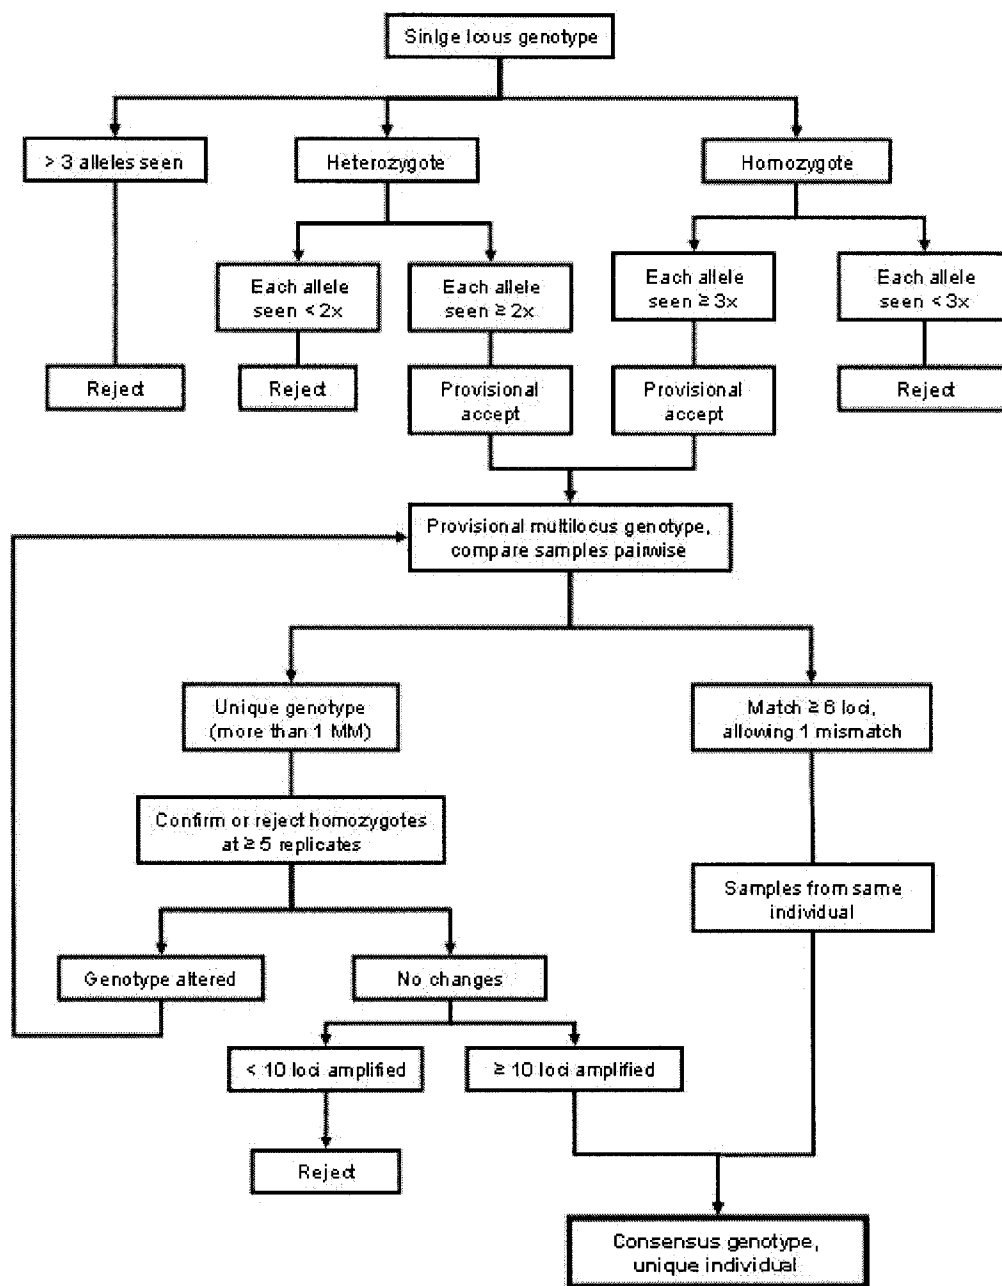 Sinlge locus genotype
> 3 alleles seen
Heterozygote
Homozygote
Each allele
seen < 2x
Each allele
seen ≥ 2x
Each allele
seen ≥ 3x
Each allele
seen < 3x
Reject
Reject
Provisional
accept
Provisional
accept
Reject
Provisional multilocus genotype,
compare samples pairwise
Unique genotype
(more than 1 MM)
Match ≥ 6 loci,
allowing 1 mismatch
Confirm or reject homozygotes
at ≥ 5 replicates
Samples from same
individual
Genotype altered
No changes
< 10 loci amplified
≥ 10 loci amplified
Reject
Consensus genotype,
unique individual